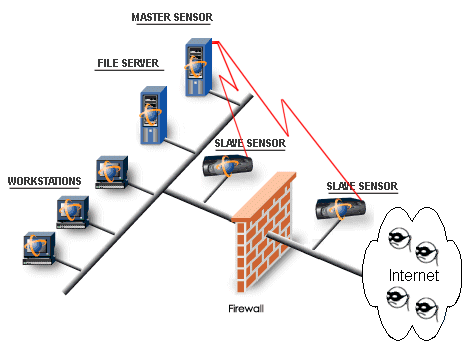 MASTER SENSOR
FILE SERVER
SLAVE SENSOR
WORKSTATIONS
SLAVE SENSOR
Internet
Firewall